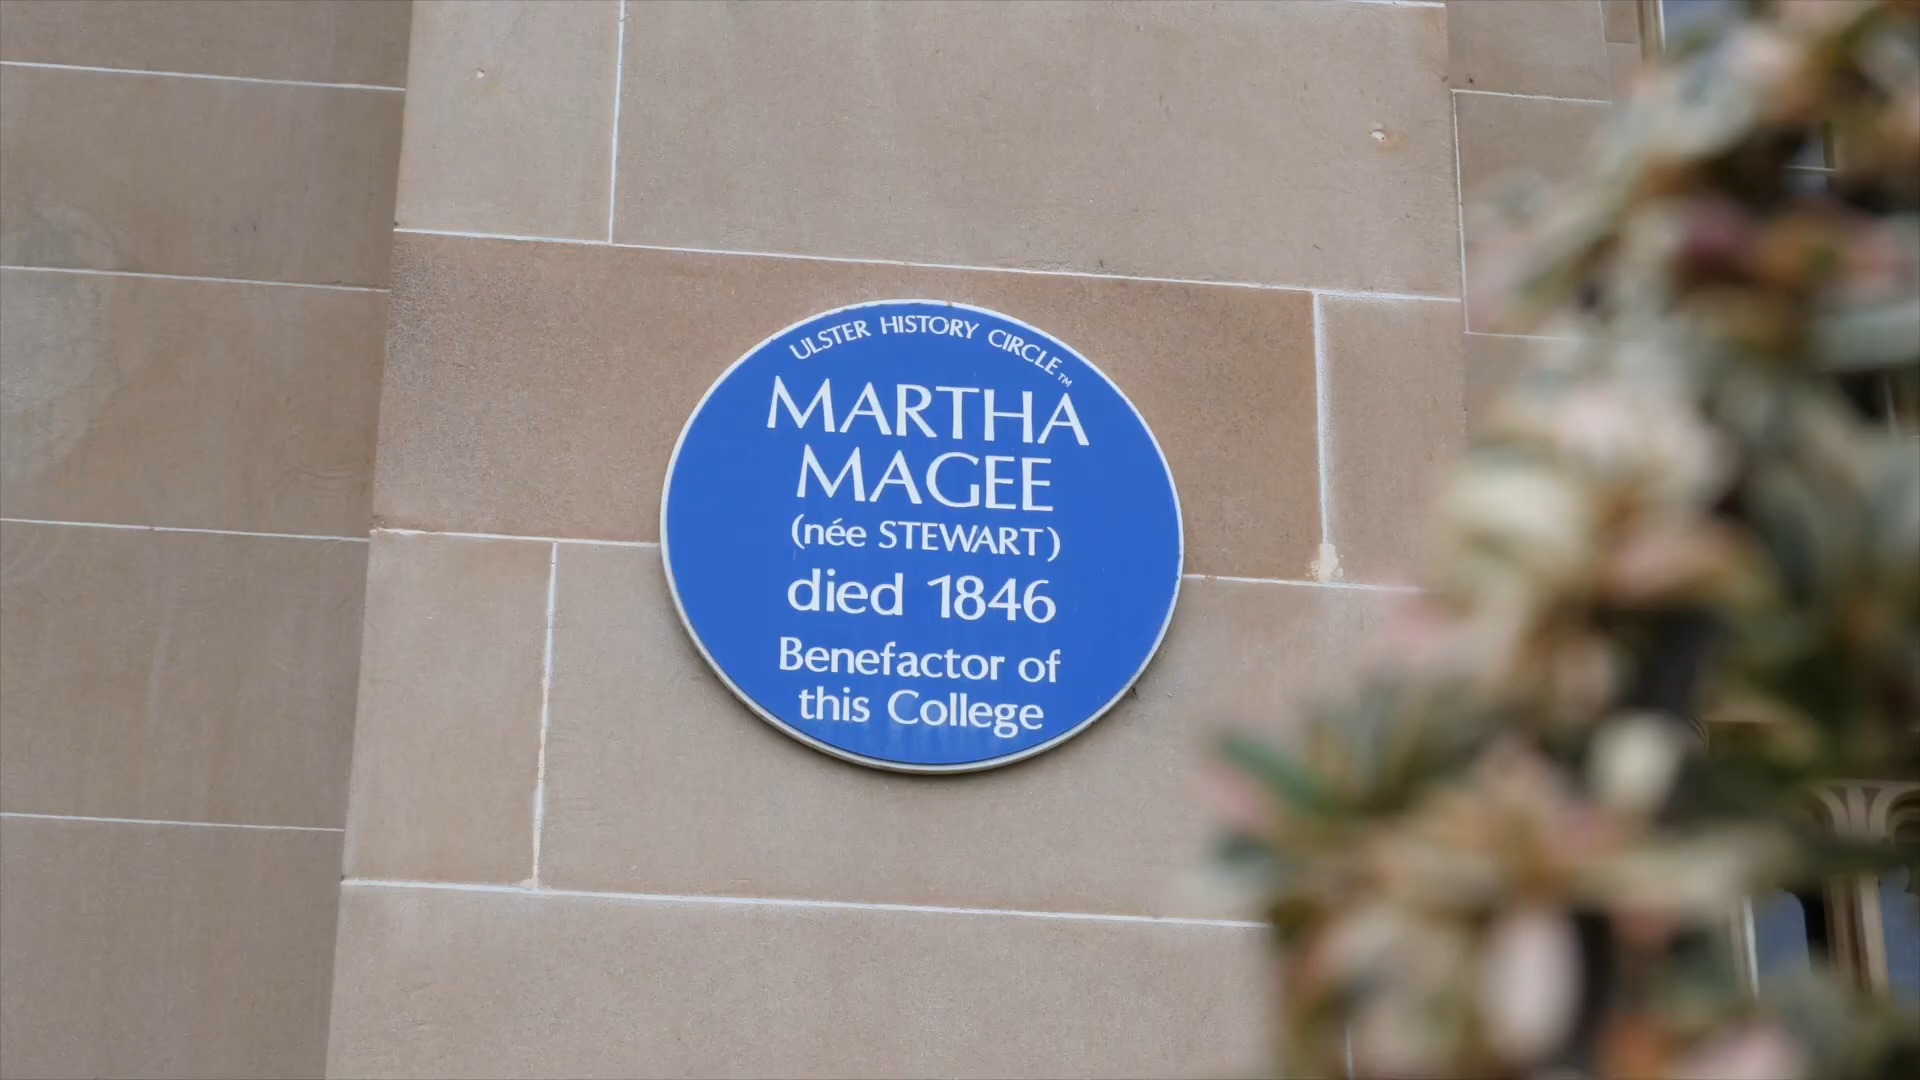 ULSTER HISTORY CIRCLE™
MARTHA
MAGEE
(née STEWART)
died 1846
Benefactor of
this College